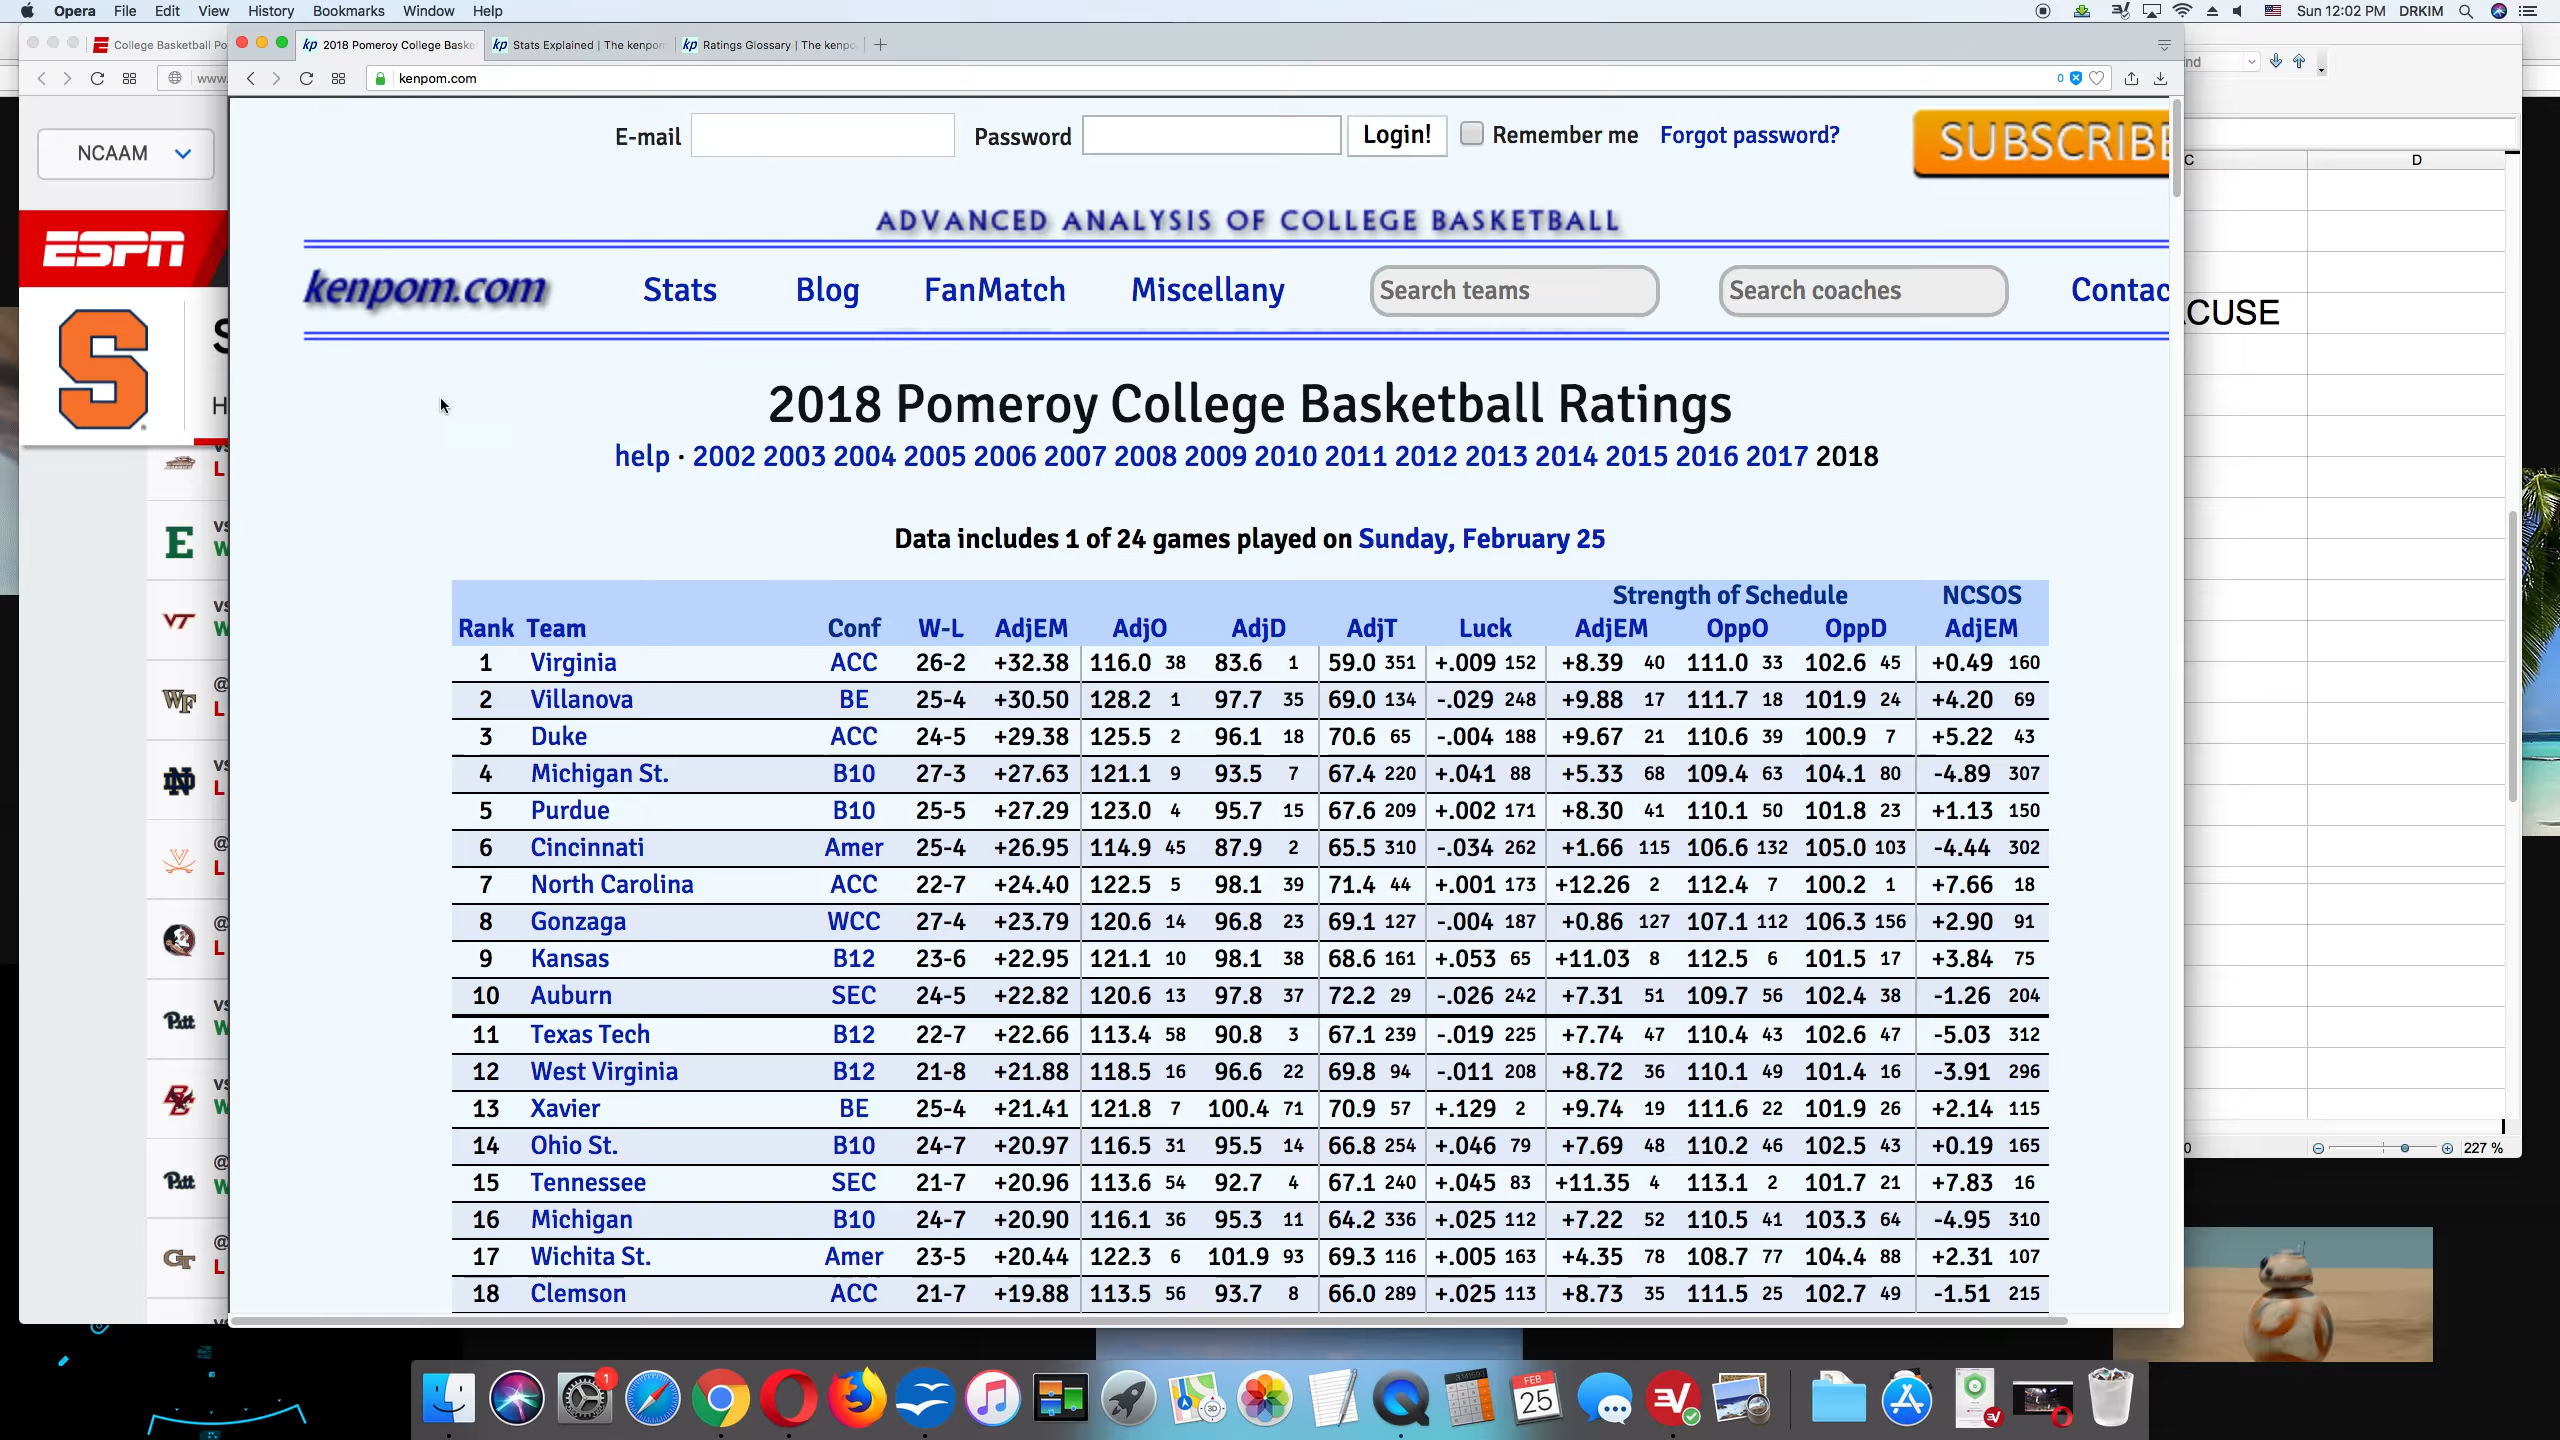 Opera File Edit View History Bookmarks Window Help Sun 12:02 PM DRKIM
College Basketball Po
2018 Pomeroy College Baske
Stats Explained | The kenpom
Ratings Glossary | The kenpo
www.
kenpom.com
0
nd
E-mail Password Login! Remember me Forgot password? SUBSCRIBE
NCAAM
C D
ADVANCED ANALYSIS OF COLLEGE BASKETBALL
ESPN
kenpom.com Stats Blog FanMatch Miscellany Search teams Search coaches Contac
CUSE
S
H
2018 Pomeroy College Basketball Ratings
help · 2002 2003 2004 2005 2006 2007 2008 2009 2010 2011 2012 2013 2014 2015 2016 2017 2018
Data includes 1 of 24 games played on Sunday, February 25
Strength of Schedule NCSOS
Rank Team Conf W-L AdjEM AdjO AdjD AdjT Luck AdjEM OppO OppD AdjEM
1 Virginia ACC 26-2 +32.38 116.0 38 83.6 1 59.0 351 +.009 152 +8.39 40 111.0 33 102.6 45 +0.49 160
2 Villanova BE 25-4 +30.50 128.2 1 97.7 35 69.0 134 -.029 248 +9.88 17 111.7 18 101.9 24 +4.20 69
3 Duke ACC 24-5 +29.38 125.5 2 96.1 18 70.6 65 -.004 188 +9.67 21 110.6 39 100.9 7 +5.22 43
4 Michigan St. B10 27-3 +27.63 121.1 9 93.5 7 67.4 220 +.041 88 +5.33 68 109.4 63 104.1 80 -4.89 307
5 Purdue B10 25-5 +27.29 123.0 4 95.7 15 67.6 209 +.002 171 +8.30 41 110.1 50 101.8 23 +1.13 150
6 Cincinnati Amer 25-4 +26.95 114.9 45 87.9 2 65.5 310 -.034 262 +1.66 115 106.6 132 105.0 103 -4.44 302
7 North Carolina ACC 22-7 +24.40 122.5 5 98.1 39 71.4 44 +.001 173 +12.26 2 112.4 7 100.2 1 +7.66 18
8 Gonzaga WCC 27-4 +23.79 120.6 14 96.8 23 69.1 127 -.004 187 +0.86 127 107.1 112 106.3 156 +2.90 91
9 Kansas B12 23-6 +22.95 121.1 10 98.1 38 68.6 161 +.053 65 +11.03 8 112.5 6 101.5 17 +3.84 75
10 Auburn SEC 24-5 +22.82 120.6 13 97.8 37 72.2 29 -.026 242 +7.31 51 109.7 56 102.4 38 -1.26 204
11 Texas Tech B12 22-7 +22.66 113.4 58 90.8 3 67.1 239 -.019 225 +7.74 47 110.4 43 102.6 47 -5.03 312
12 West Virginia B12 21-8 +21.88 118.5 16 96.6 22 69.8 94 -.011 208 +8.72 36 110.1 49 101.4 16 -3.91 296
13 Xavier BE 25-4 +21.41 121.8 7 100.4 71 70.9 57 +.129 2 +9.74 19 111.6 22 101.9 26 +2.14 115
14 Ohio St. B10 24-7 +20.97 116.5 31 95.5 14 66.8 254 +.046 79 +7.69 48 110.2 46 102.5 43 +0.19 165
15 Tennessee SEC 21-7 +20.96 113.6 54 92.7 4 67.1 240 +.045 83 +11.35 4 113.1 2 101.7 21 +7.83 16
16 Michigan B10 24-7 +20.90 116.1 36 95.3 11 64.2 336 +.025 112 +7.22 52 110.5 41 103.3 64 -4.95 310
17 Wichita St. Amer 23-5 +20.44 122.3 6 101.9 93 69.3 116 +.005 163 +4.35 78 108.7 77 104.4 88 +2.31 107
18 Clemson ACC 21-7 +19.88 113.5 56 93.7 8 66.0 289 +.025 113 +8.73 35 111.5 25 102.7 49 -1.51 215
L
E vs W
VT vs W
WF @ L
ND vs L
@ L
@ L
Pitt vs W
vs W
Pitt @ W
GT @ L
vs
0 227 %
1
FEB
25